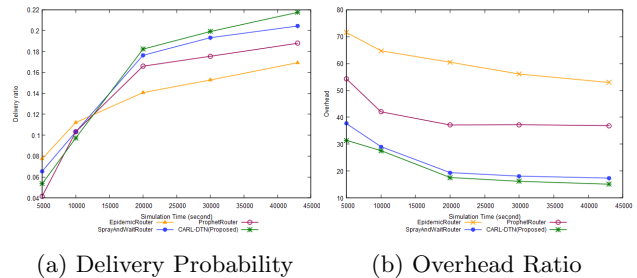 0.22
0.2
0.18
0.16
0.14
0.12
0.1
0.08
0.06
0.04
Delivery ratio
5000 10000 15000 20000 25000 30000 35000 40000 45000
Simulation Time (second)
EpidemicRouter ProphetRouter
SprayAndWaitRouter CARL-DTN(Proposed)
(a) Delivery Probability
80
70
60
50
40
30
20
10
Overhead
5000 10000 15000 20000 25000 30000 35000 40000 45000
Simulation Time (second)
EpidemicRouter ProphetRouter
SprayAndWaitRouter CARL-DTN(Proposed)
(b) Overhead Ratio